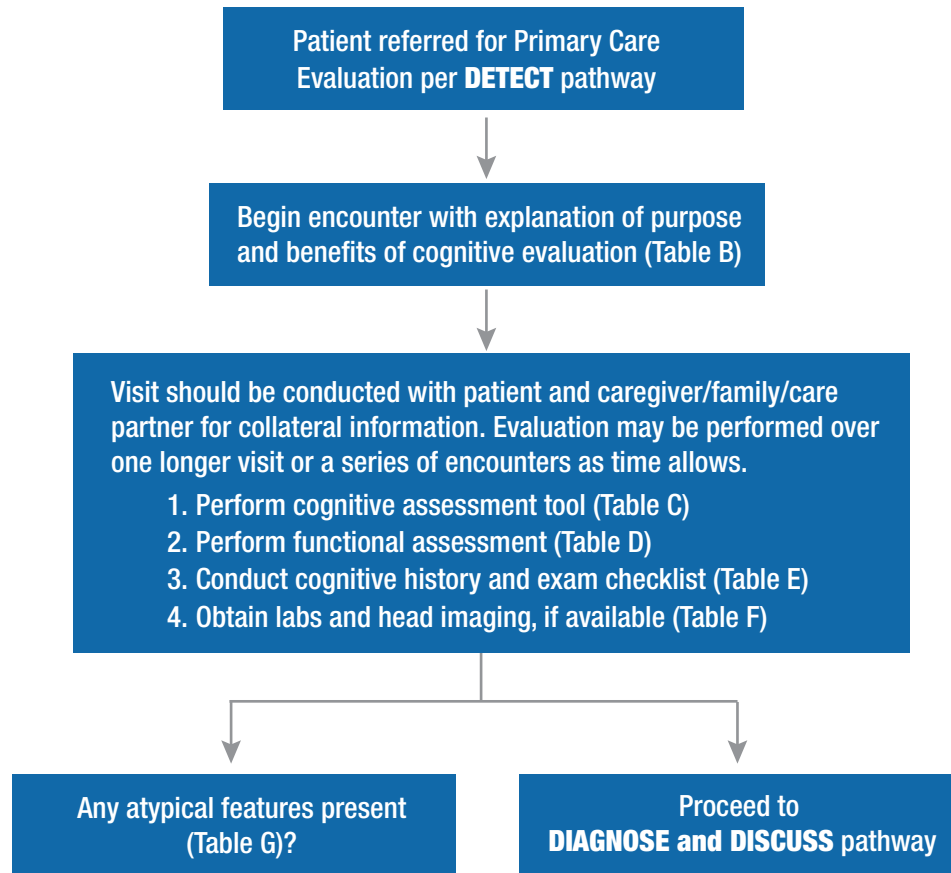 Patient referred for Primary Care
Evaluation per DETECT pathway
Begin encounter with explanation of purpose
and benefits of cognitive evaluation (Table B)
Visit should be conducted with patient and caregiver/family/care
partner for collateral information. Evaluation may be performed over
one longer visit or a series of encounters as time allows.
1. Perform cognitive assessment tool (Table C)
2. Perform functional assessment (Table D)
3. Conduct cognitive history and exam checklist (Table E)
4. Obtain labs and head imaging, if available (Table F)
Any atypical features present
(Table G)?
Proceed to
DIAGNOSE and DISCUSS pathway